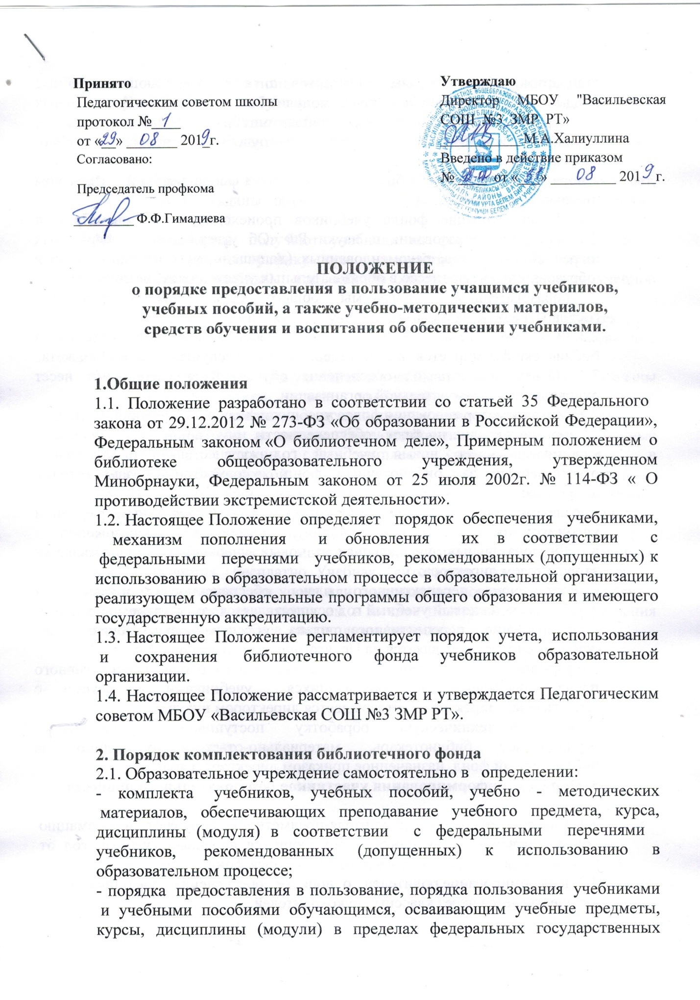 Принято
Педагогическим советом школы
протокол № 1
от «29» 08 2019г.
Согласовано:
Председатель профкома
Ф.Ф.Гимадиева
Утверждаю
Директор МБОУ "Васильевская
СОШ №3 ЗМР РТ»
М.А.Халиуллина
Введено в действие приказом
№ от « » 08 2019г.
ПОЛОЖЕНИЕ
о порядке предоставления в пользование учащимся учебников,
учебных пособий, а также учебно-методических материалов,
средств обучения и воспитания об обеспечении учебниками.
1.Общие положения
1.1. Положение разработано в соответствии со статьей 35 Федерального
закона от 29.12.2012 № 273-ФЗ «Об образовании в Российской Федерации»,
Федеральным законом «О библиотечном деле», Примерным положением о
библиотеке общеобразовательного учреждения, утвержденном
Минобрнауки, Федеральным законом от 25 июля 2002г. № 114-ФЗ « О
противодействии экстремистской деятельности».
1.2. Настоящее Положение определяет порядок обеспечения учебниками,
механизм пополнения и обновления их в соответствии с
федеральными перечнями учебников, рекомендованных (допущенных) к
использованию в образовательном процессе в образовательной организации,
реализующем образовательные программы общего образования и имеющего
государственную аккредитацию.
1.3. Настоящее Положение регламентирует порядок учета, использования
и сохранения библиотечного фонда учебников образовательной
организации.
1.4. Настоящее Положение рассматривается и утверждается Педагогическим
советом МБОУ «Васильевская СОШ №3 ЗМР РТ».
2. Порядок комплектования библиотечного фонда
2.1. Образовательное учреждение самостоятельно в определении:
- комплекта учебников, учебных пособий, учебно - методических
материалов, обеспечивающих преподавание учебного предмета, курса,
дисциплины (модуля) в соответствии с федеральными перечнями
учебников, рекомендованных (допущенных) к использованию в
образовательном процессе;
- порядка предоставления в пользование, порядка пользования учебниками
и учебными пособиями обучающимся, осваивающим учебные предметы,
курсы, дисциплины (модули) в пределах федеральных государственных